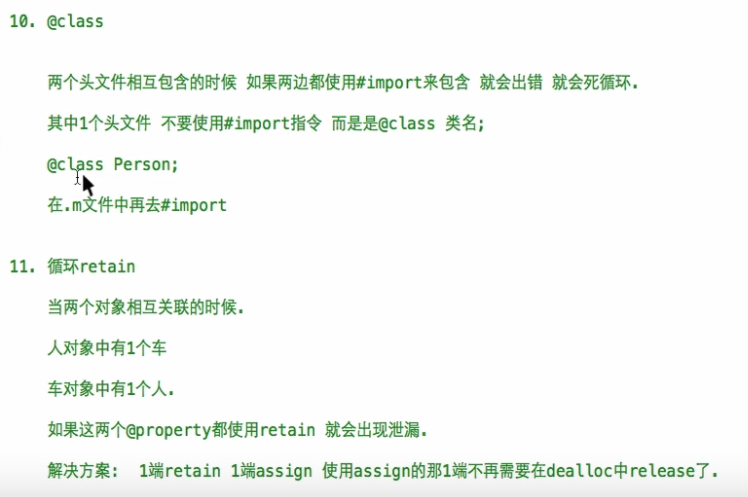 10. @class
两个头文件相互包含的时候 如果两边都使用#import来包含 就会出错 就会死循环.
其中1个头文件 不要使用#import指令 而是是@class 类名;
@class Person;
在.m文件中再去#import
11. 循环retain
当两个对象相互关联的时候.
人对象中有1个车
车对象中有1个人.
如果这两个@property都使用retain 就会出现泄漏.
解决方案: 1端retain 1端assign 使用assign的那1端不再需要在dealloc中release了.